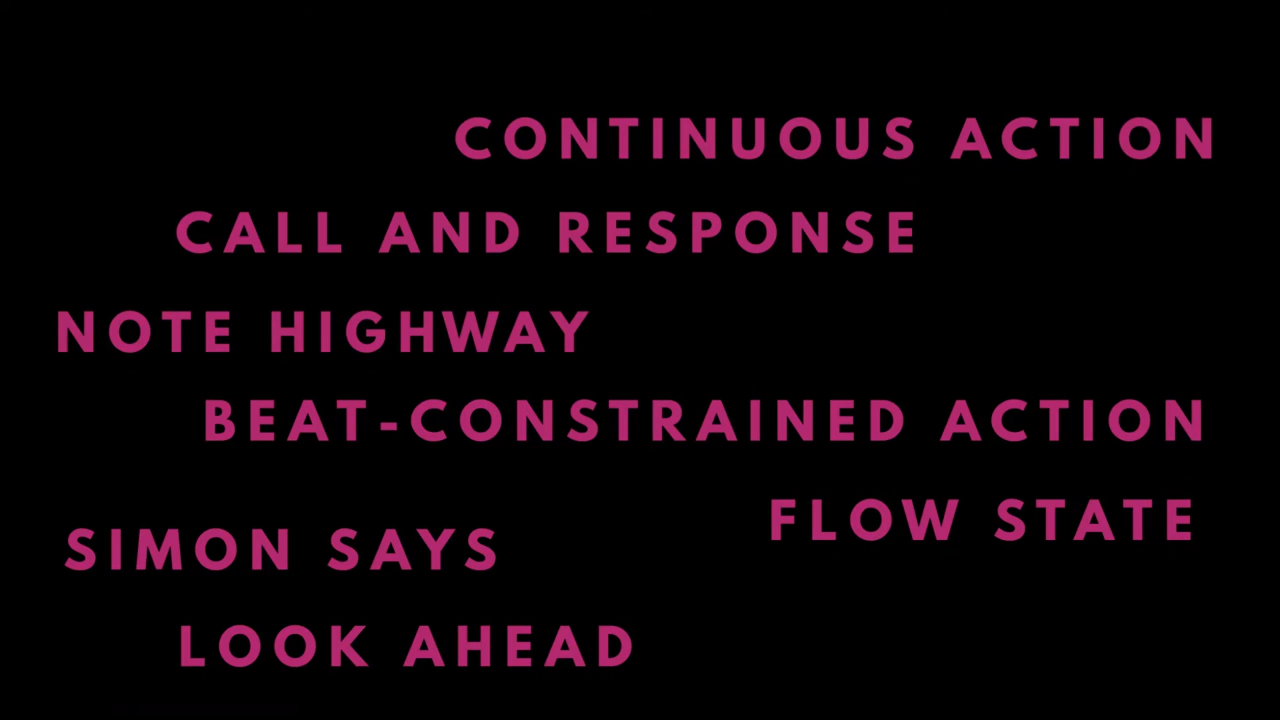 CONTINUOUS ACTION
CALL AND RESPONSE
NOTE HIGHWAY
BEAT-CONSTRAINED ACTION
FLOW STATE
SIMON SAYS
LOOK AHEAD